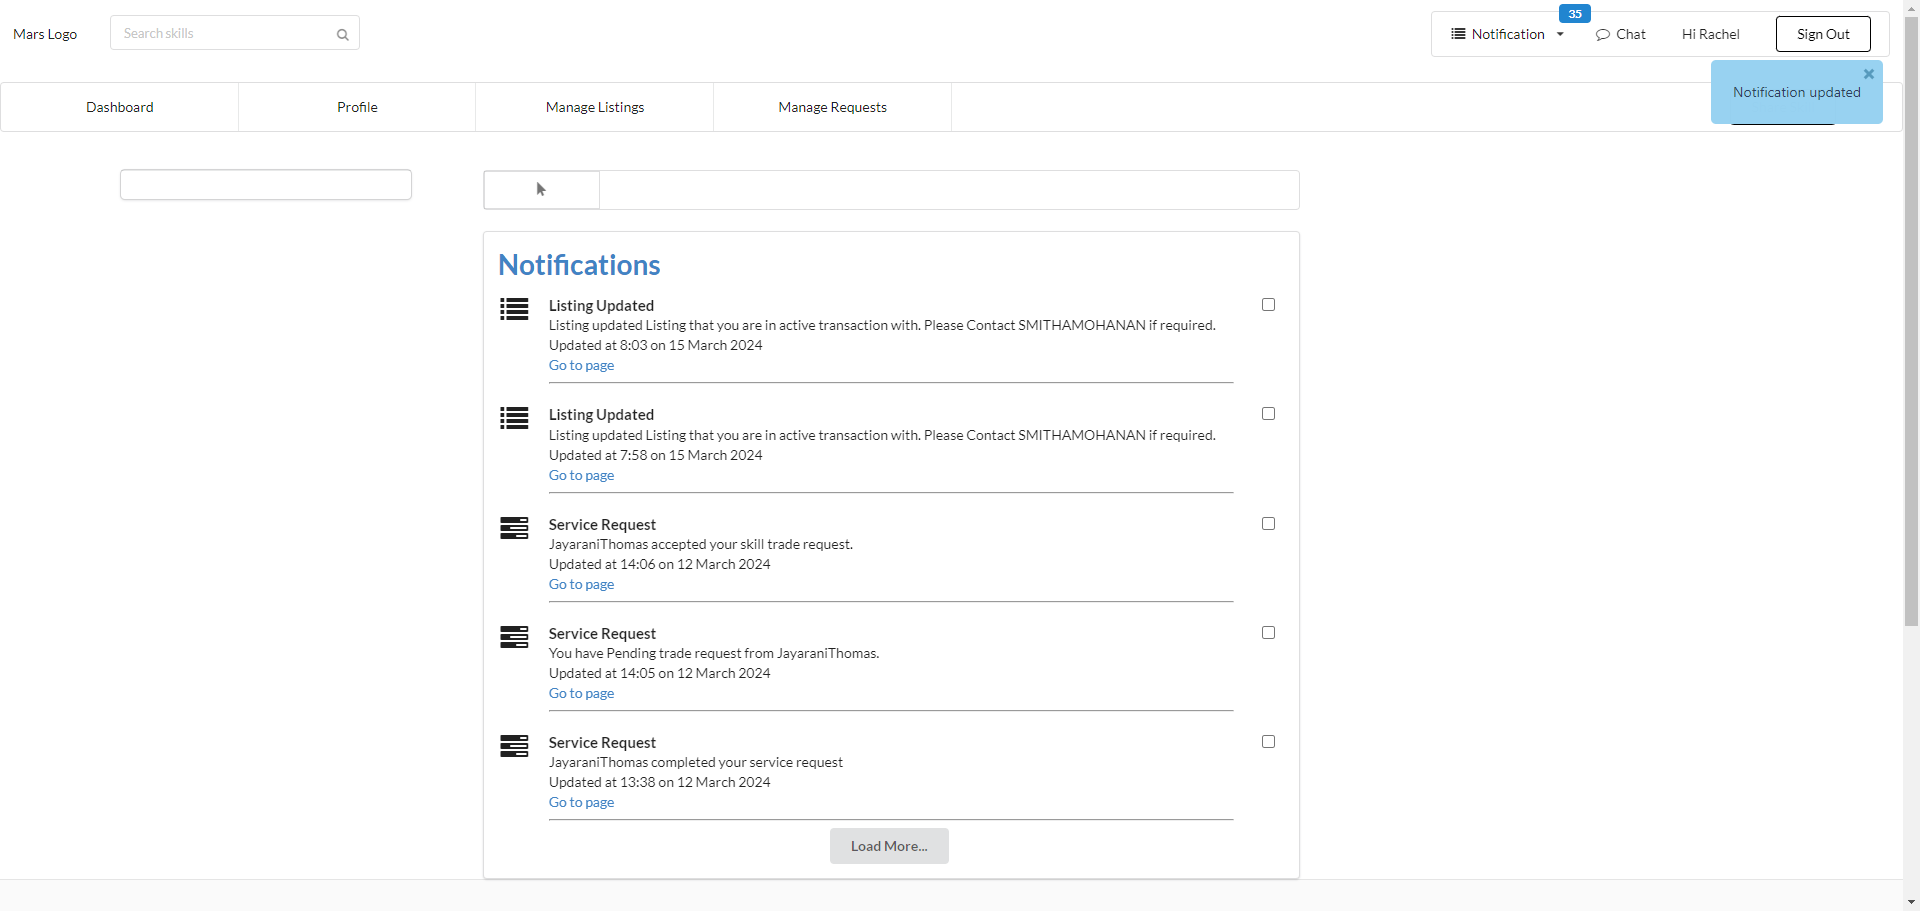 Mars Logo
Search skills
35
Notification
Chat
Hi Rachel
Sign Out
Notification updated
Dashboard
Profile
Manage Listings
Manage Requests
Notifications
Listing Updated
Listing updated Listing that you are in active transaction with. Please Contact SMITHAMOHANAN if required.
Updated at 8:03 on 15 March 2024
Go to page
Listing Updated
Listing updated Listing that you are in active transaction with. Please Contact SMITHAMOHANAN if required.
Updated at 7:58 on 15 March 2024
Go to page
Service Request
JayaraniThomas accepted your skill trade request.
Updated at 14:06 on 12 March 2024
Go to page
Service Request
You have Pending trade request from JayaraniThomas.
Updated at 14:05 on 12 March 2024
Go to page
Service Request
JayaraniThomas completed your service request
Updated at 13:38 on 12 March 2024
Go to page
Load More...